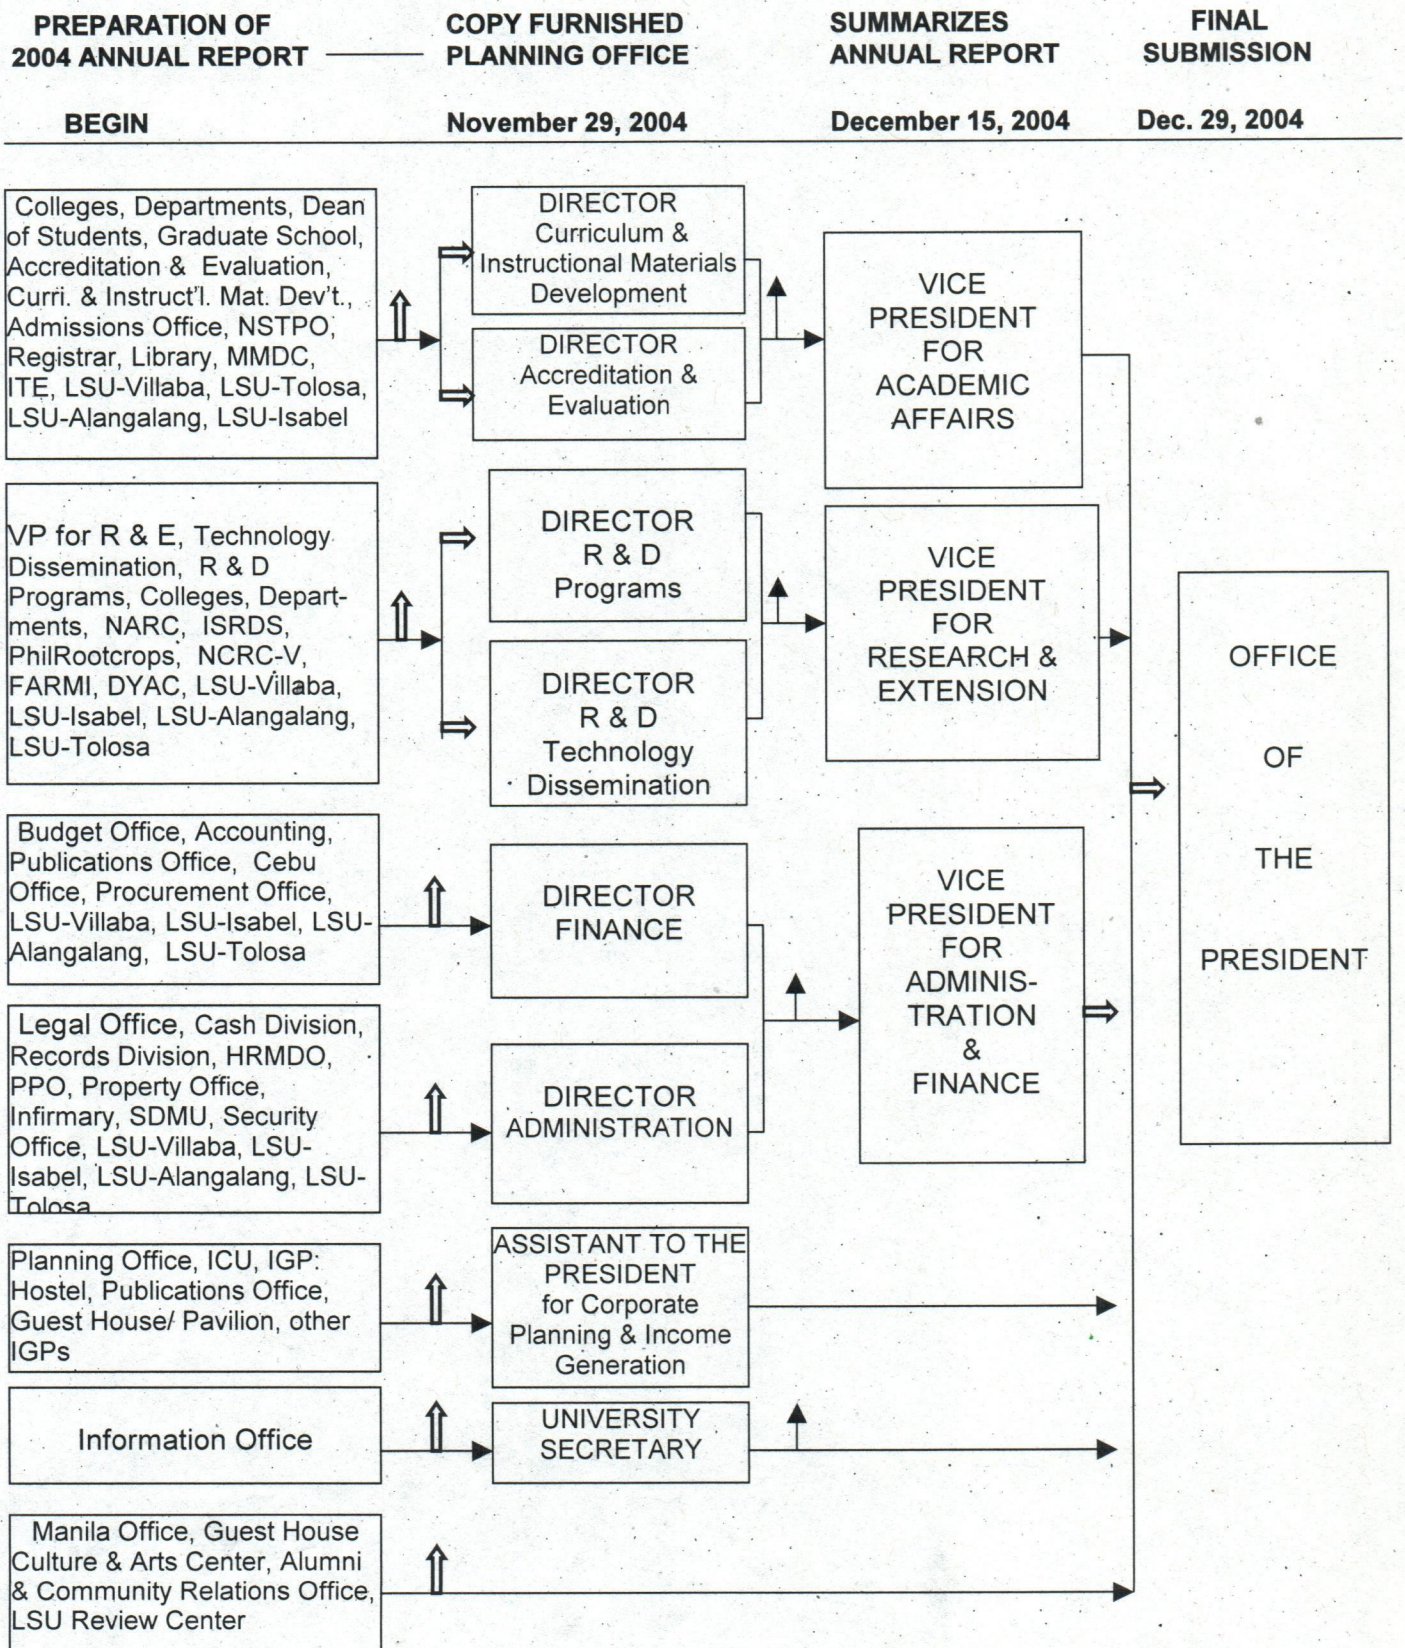 PREPARATION OF
2004 ANNUAL REPORT
COPY FURNISHED
PLANNING OFFICE
SUMMARIZES
ANNUAL REPORT
FINAL
SUBMISSION
BEGIN
November 29, 2004
December 15, 2004
Dec. 29, 2004
Colleges, Departments, Dean
of Students, Graduate School,
Accreditation & Evaluation,
Curri. & Instruct'l. Mat. Dev't.,
Admissions Office, NSTPO,
Registrar, Library, MMDC,
ITE, LSU-Villaba, LSU-Tolosa,
LSU-Alangalang, LSU-Isabel
DIRECTOR
Curriculum &
Instructional Materials
Development
DIRECTOR
Accreditation &
Evaluation
VICE
PRESIDENT
FOR
ACADEMIC
AFFAIRS
VP for R & E, Technology
Dissemination, R & D
Programs, Colleges, Depart-
ments, NARC, ISRDS,
PhilRootcrops, NCRC-V,
FARMI, DYAC, LSU-Villaba,
LSU-Isabel, LSU-Alangalang,
LSU-Tolosa
DIRECTOR
R & D
Programs
DIRECTOR
R & D
Technology
Dissemination
VICE
PRESIDENT
FOR
RESEARCH &
EXTENSION
Budget Office, Accounting,
Publications Office, Cebu
Office, Procurement Office,
LSU-Villaba, LSU-Isabel, LSU-
Alangalang, LSU-Tolosa
DIRECTOR
FINANCE
Legal Office, Cash Division,
Records Division, HRMDO,
PPO, Property Office,
Infirmary, SDMU, Security
Office, LSU-Villaba, LSU-
Isabel, LSU-Alangalang, LSU-
Tolosa
DIRECTOR
ADMINISTRATION
VICE
PRESIDENT
FOR
ADMINIS-
TRATION
&
FINANCE
OFFICE
OF
THE
PRESIDENT
Planning Office, ICU, IGP:
Hostel, Publications Office,
Guest House/ Pavilion, other
IGPs
ASSISTANT TO THE
PRESIDENT
for Corporate
Planning & Income
Generation
Information Office
UNIVERSITY
SECRETARY
Manila Office, Guest House
Culture & Arts Center, Alumni
& Community Relations Office,
LSU Review Center